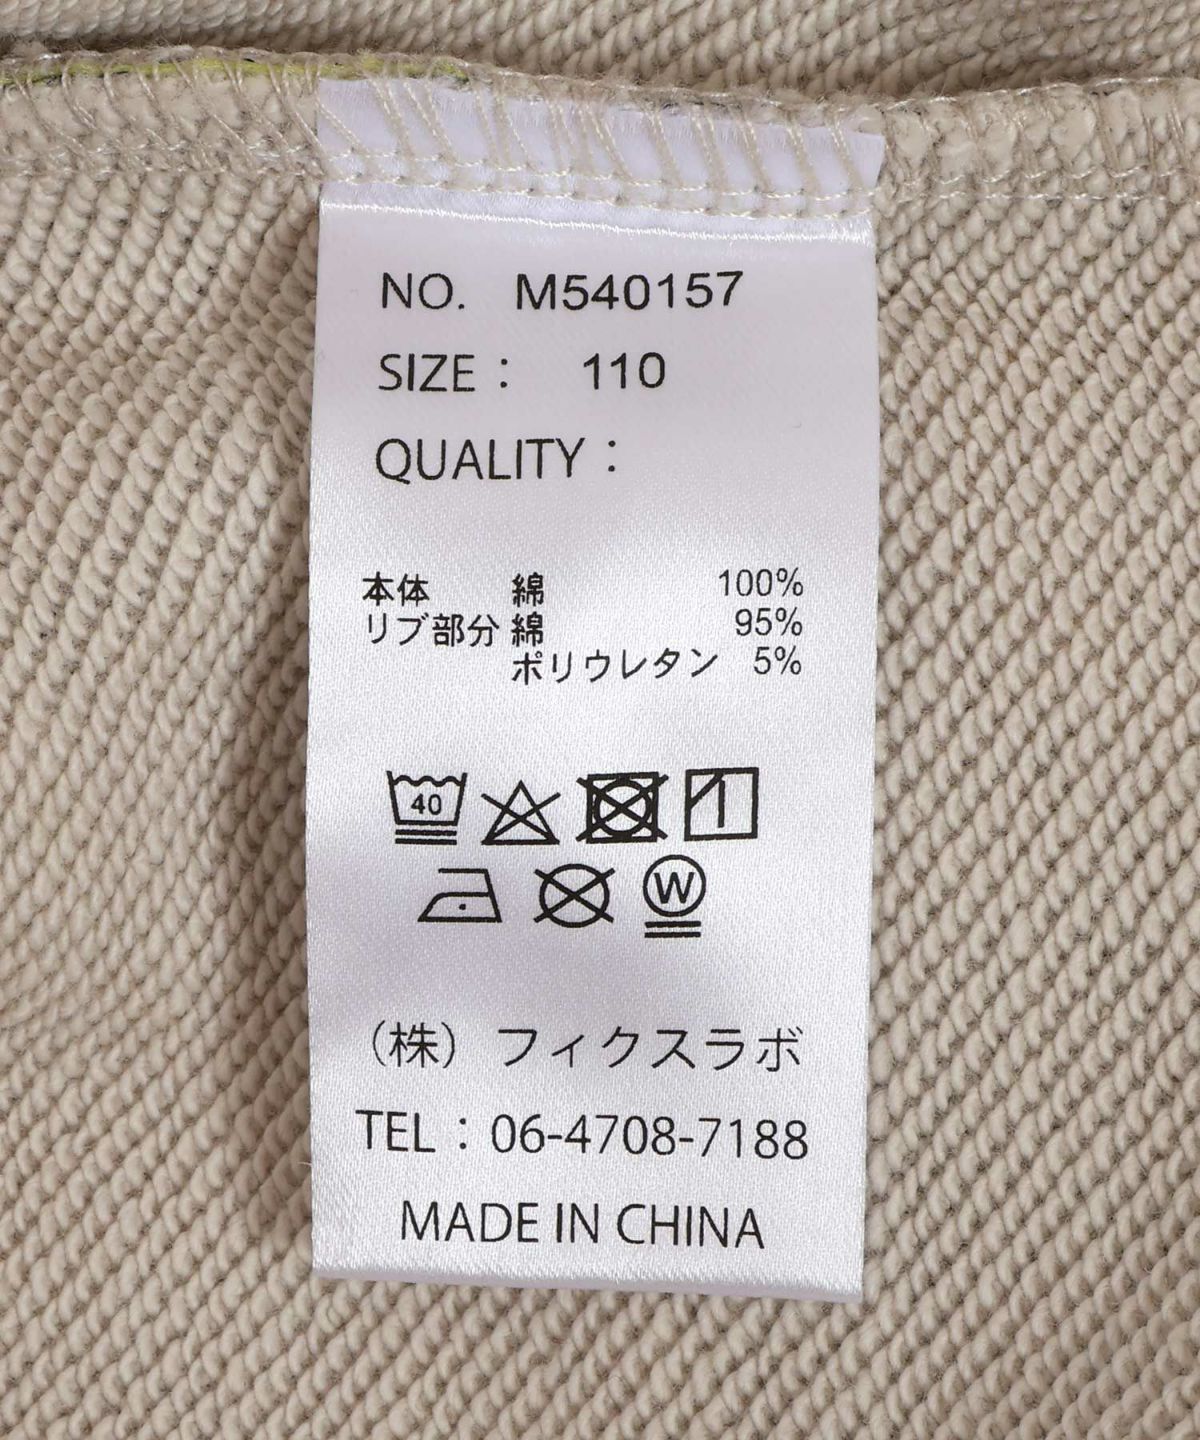 NO. M540157
SIZE： 110
QUALITY：
本体 綿 100%
リブ部分 綿 95%
ポリウレタン 5%
40
W
（株）フィクスラボ
TEL：06-4708-7188
MADE IN CHINA